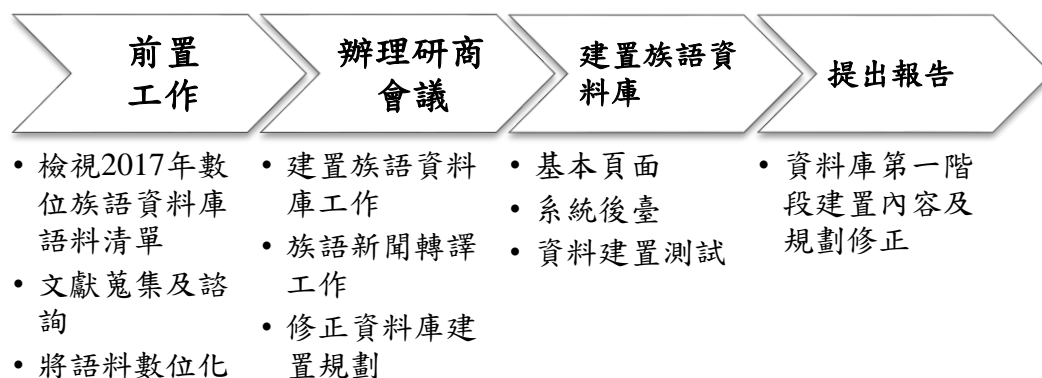 前置
工作
• 檢視2017年數
位族語資料庫
語料清單
• 文獻蒐集及諮
詢
• 將語料數位化
辦理研商
會議
• 建置族語資料
庫工作
• 族語新聞轉譯
工作
• 修正資料庫建
置規劃
建置族語資
料庫
• 基本頁面
• 系統後臺
• 資料建置測試
提出報告
• 資料庫第一階
段建置內容及
規劃修正